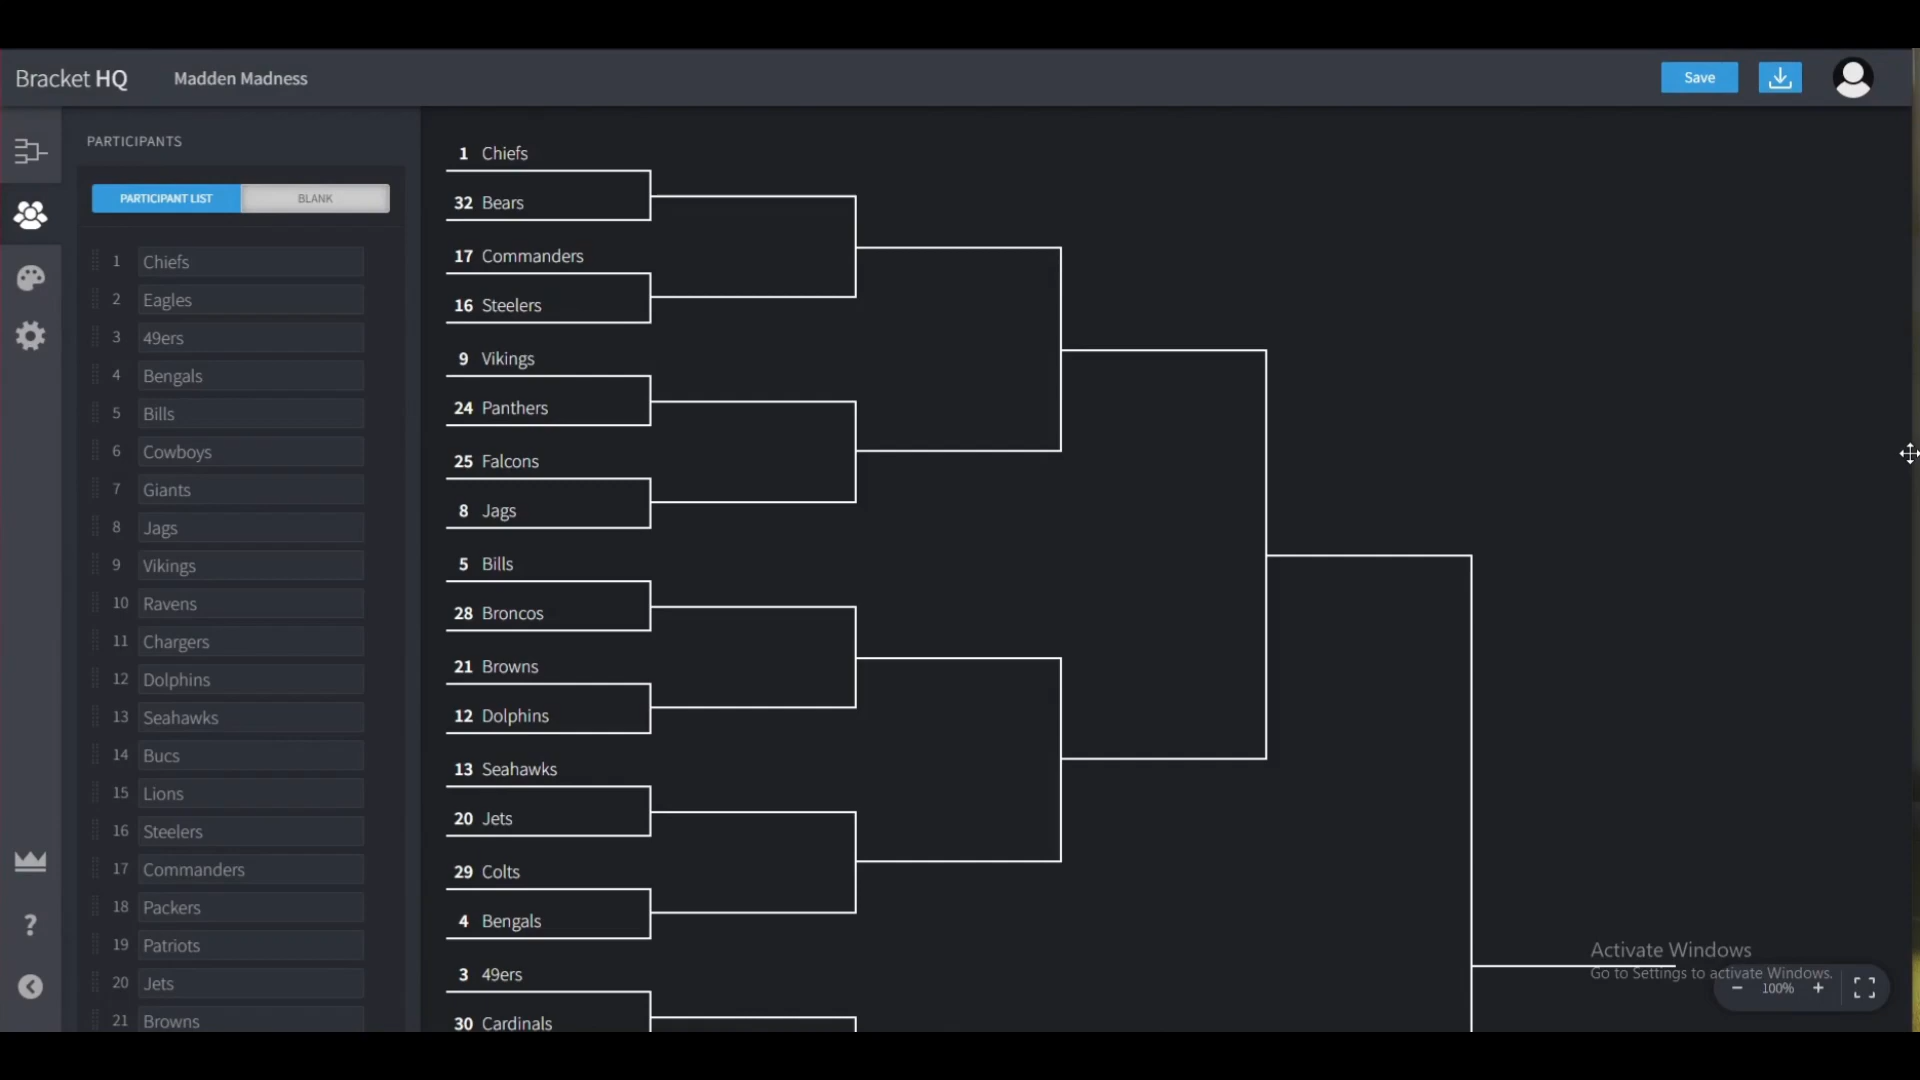 Bracket HQ
Madden Madness
Save
PARTICIPANTS
PARTICIPANT LIST
BLANK
1 Chiefs
2 Eagles
3 49ers
4 Bengals
5 Bills
6 Cowboys
7 Giants
8 Jags
9 Vikings
10 Ravens
11 Chargers
12 Dolphins
13 Seahawks
14 Bucs
15 Lions
16 Steelers
17 Commanders
18 Packers
19 Patriots
20 Jets
21 Browns
?
1 Chiefs
32 Bears
17 Commanders
16 Steelers
9 Vikings
24 Panthers
25 Falcons
8 Jags
5 Bills
28 Broncos
21 Browns
12 Dolphins
13 Seahawks
20 Jets
29 Colts
4 Bengals
3 49ers
30 Cardinals
Activate Windows
Go to Settings to activate Windows.
− 100% +